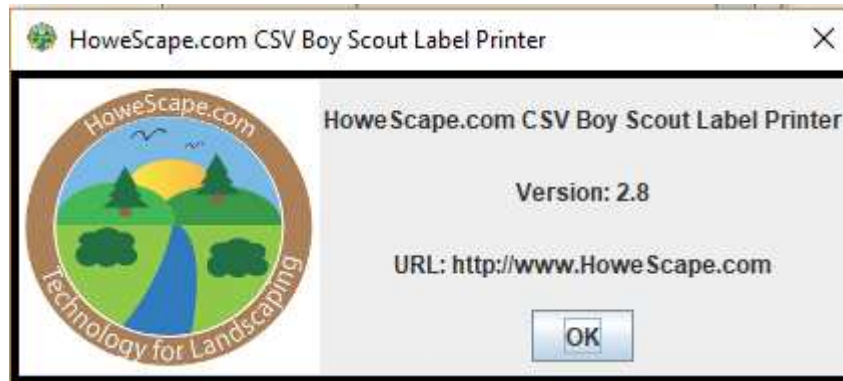 HoweScape.com CSV Boy Scout Label Printer
HoweScape.com
Technology for Landscaping
HoweScape.com CSV Boy Scout Label Printer
Version: 2.8
URL: http://www.HoweScape.com
OK